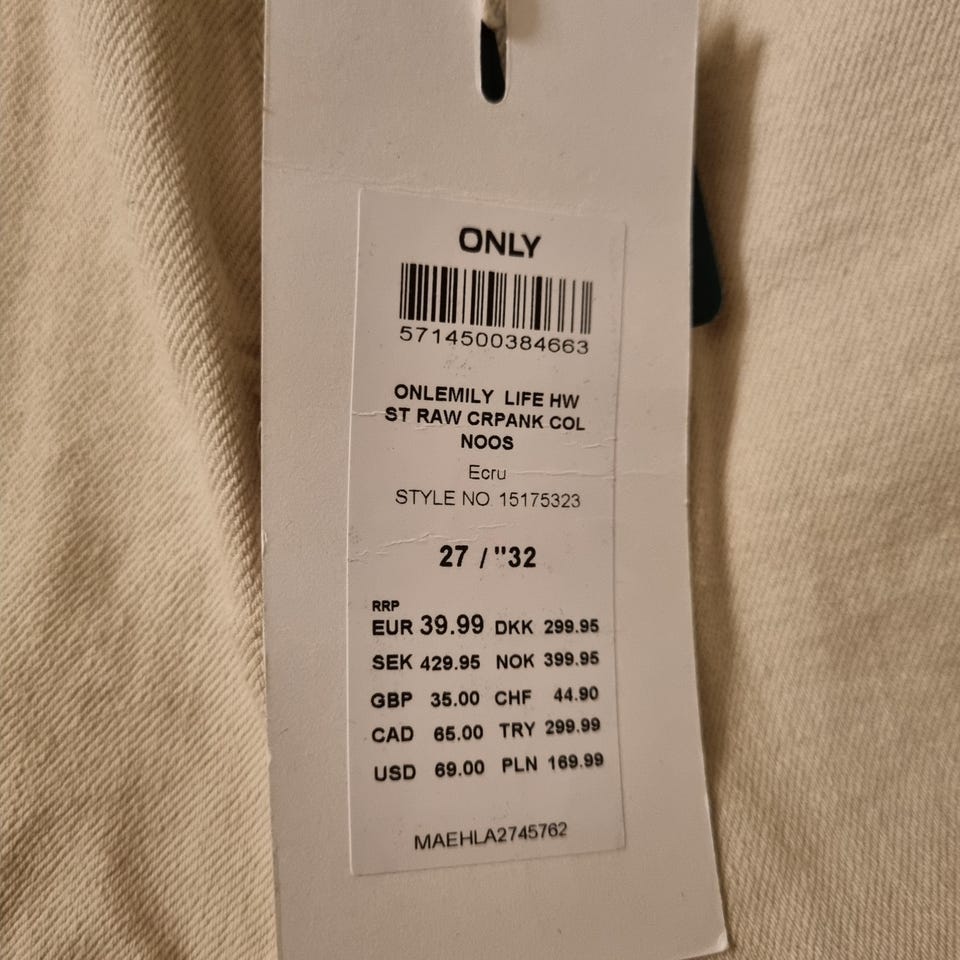 ONLY
5714500384663
ONLEMILY LIFE HW
ST RAW CRPANK COL
NOOS
Ecru
STYLE NO. 15175323
27 / "32
RRP
EUR 39.99 DKK 299.95
SEK 429.95 NOK 399.95
GBP 35.00 CHF 44.90
CAD 65.00 TRY 299.99
USD 69.00 PLN 169.99
MAEHLA2745762